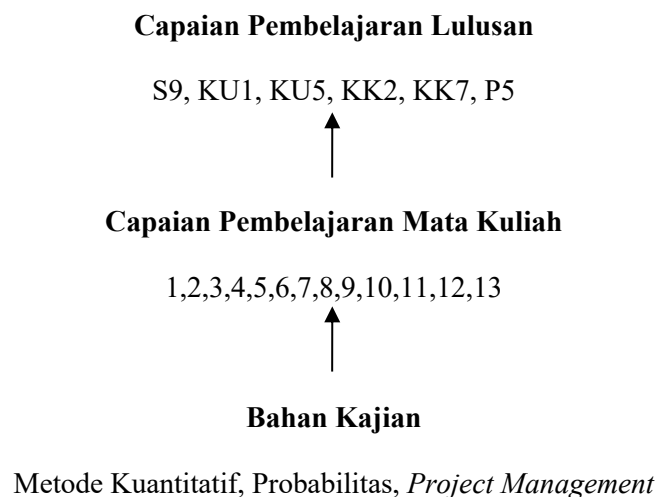 Capaian Pembelajaran Lulusan
S9, KU1, KU5, KK2, KK7, P5
Capaian Pembelajaran Mata Kuliah
1,2,3,4,5,6,7,8,9,10,11,12,13
Bahan Kajian
Metode Kuantitatif, Probabilitas, Project Management